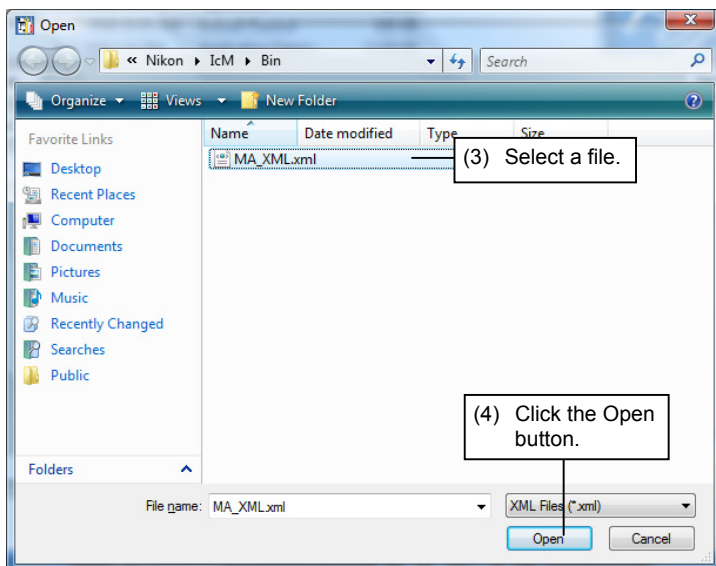 Open
« Nikon ▸ IcM ▸ Bin
Search
Organize
Views
New Folder
Favorite Links
Desktop
Recent Places
Computer
Documents
Pictures
Music
Recently Changed
Searches
Public
Folders
Name Date modified Type Size
MA_XML.xml
(3) Select a file.
(4) Click the Open
button.
File name: MA_XML.xml
XML Files (*.xml)
Open Cancel